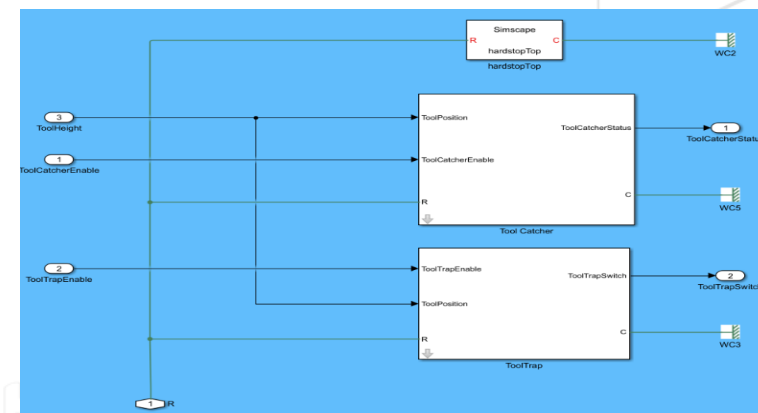 Simscape
R
C
hardstopTop
hardstopTop
WC2
3
ToolHeight
ToolPosition
ToolCatcherStatus
1
ToolCatcherStatu
1
ToolCatcherEnable
ToolCatcherEnable
R
C
WC5
Tool Catcher
2
ToolTrapEnable
ToolTrapEnable
ToolTrapSwitch
2
ToolTrapSwitc
ToolPosition
R
C
WC3
ToolTrap
1
R